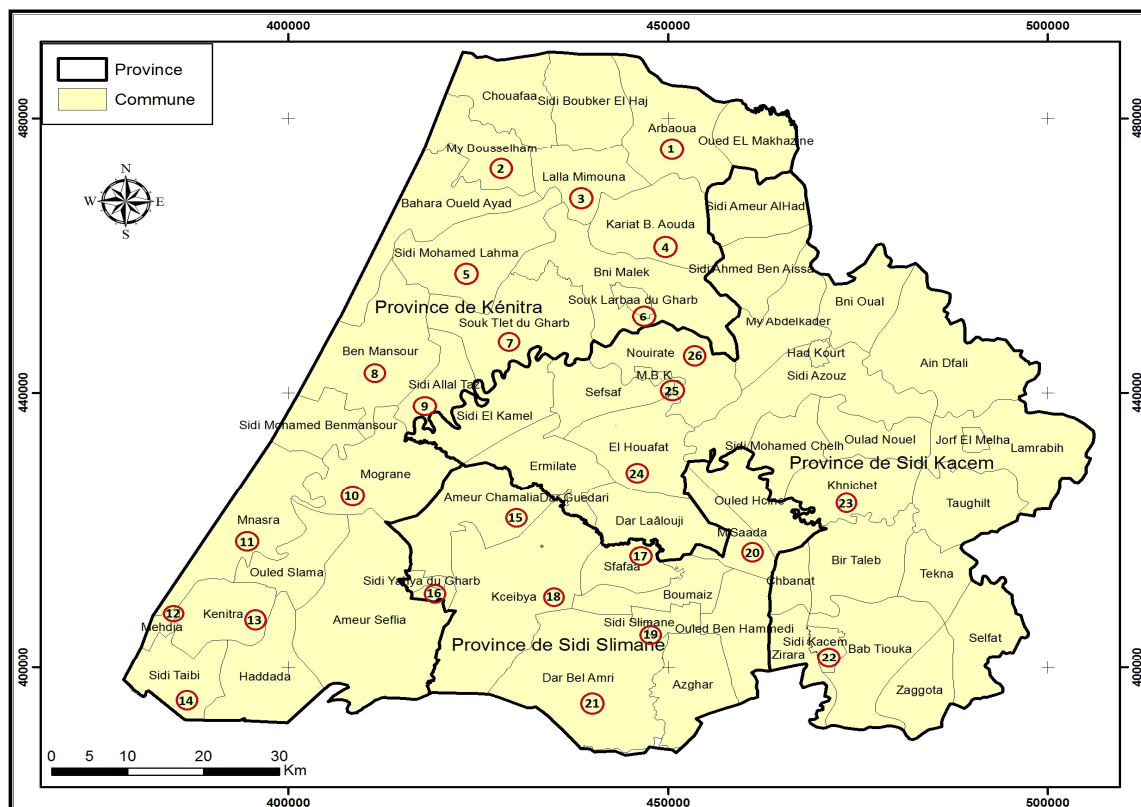 400000 450000 500000
Province
Commune
480000
480000
440000
440000
400000
400000
N
W E
S
Chouafaa
Sidi Boubker El Haj
Arbaoua
1
Oued EL Makhazine
My Dousselham
2
Lalla Mimouna
3
Bahara Oueld Ayad
Sidi Ameur AlHad
Kariat B. Aouda
4
Sidi Mohamed Lahma
5
Bni Malek
Sidi Ahmed Ben Aissa
Souk Larbaa du Gharb
6
Bni Oual
Province de Kénitra
Souk Tlet du Gharb
7
My Abdelkader
Ben Mansour
8
Nouirate
26
Had Kourt
Ain Dfali
M.B.K
25
Sidi Azouz
Sidi Allal Tazi
9
Sefsaf
Sidi El Kamel
Sidi Mohamed Benmansour
Sidi Mohamed Chelh
Oulad Nouel
Jorf El Melha
Lamrabih
El Houafat
24
Province de Sidi Kacem
Ermilate
Mograne
10
Khnichet
23
Taughilt
Ameur Chamalia
15
Dar Guedari
Ouled Hcine
Mnasra
11
Dar Laâlouji
M'Saada
20
Sfafaa
17
Bir Taleb
Ouled Slama
Sidi Yahya du Gharb
16
Chbanat
Tekna
Kceibya
18
Boumaiz
Kenitra
13
12
Mehdia
Ameur Seflia
Sidi Slimane
19
Ouled Ben Hammedi
Province de Sidi Slimane
Sidi Kacem
22
Zirara
Bab Tiouka
Selfat
Sidi Taibi
14
Haddada
Dar Bel Amri
21
Azghar
Zaggota
0 5 10 20 30
Km
400000 450000 500000